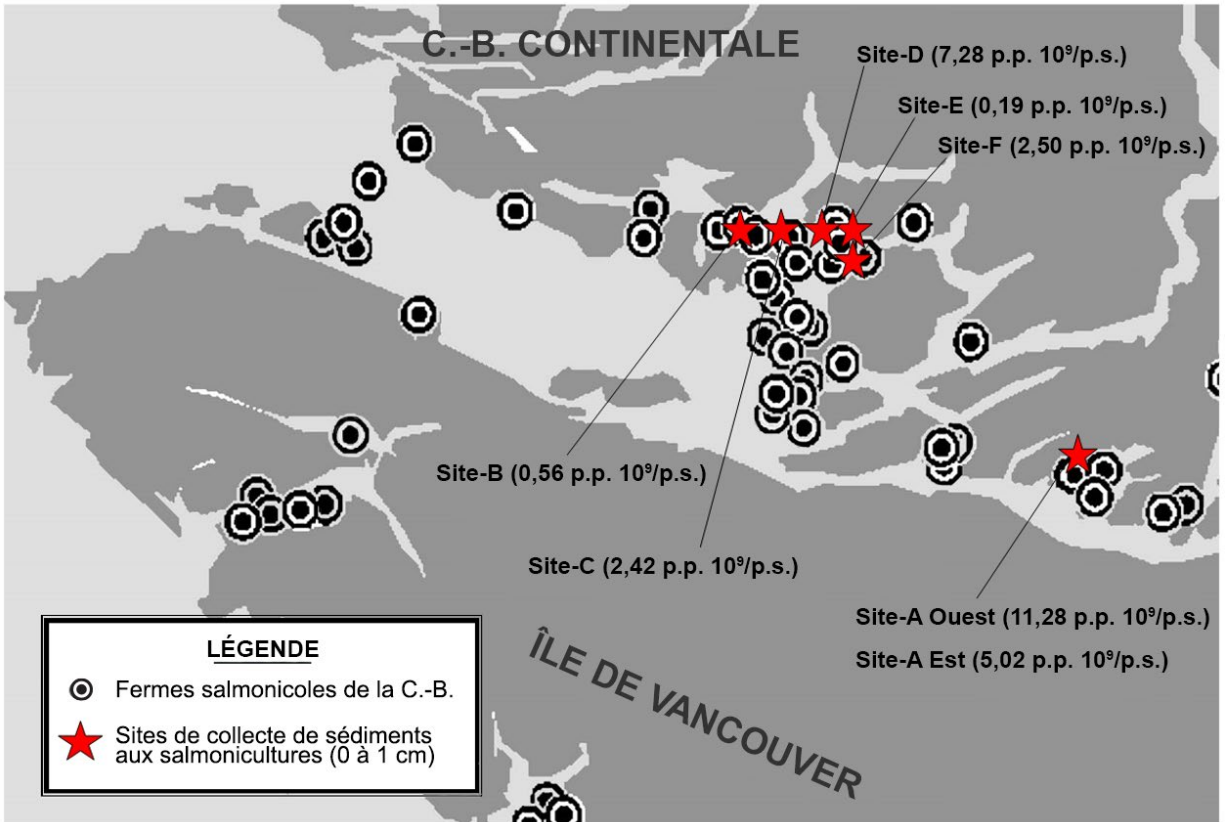 C.-B. CONTINENTALE
Site-D (7,28 p.p. 10⁹/p.s.)
Site-E (0,19 p.p. 10⁹/p.s.)
Site-F (2,50 p.p. 10⁹/p.s.)
Site-B (0,56 p.p. 10⁹/p.s.)
Site-C (2,42 p.p. 10⁹/p.s.)
Site-A Ouest (11,28 p.p. 10⁹/p.s.)
Site-A Est (5,02 p.p. 10⁹/p.s.)
ÎLE DE VANCOUVER
LÉGENDE
Fermes salmonicoles de la C.-B.
Sites de collecte de sédiments
aux salmonicultures (0 à 1 cm)